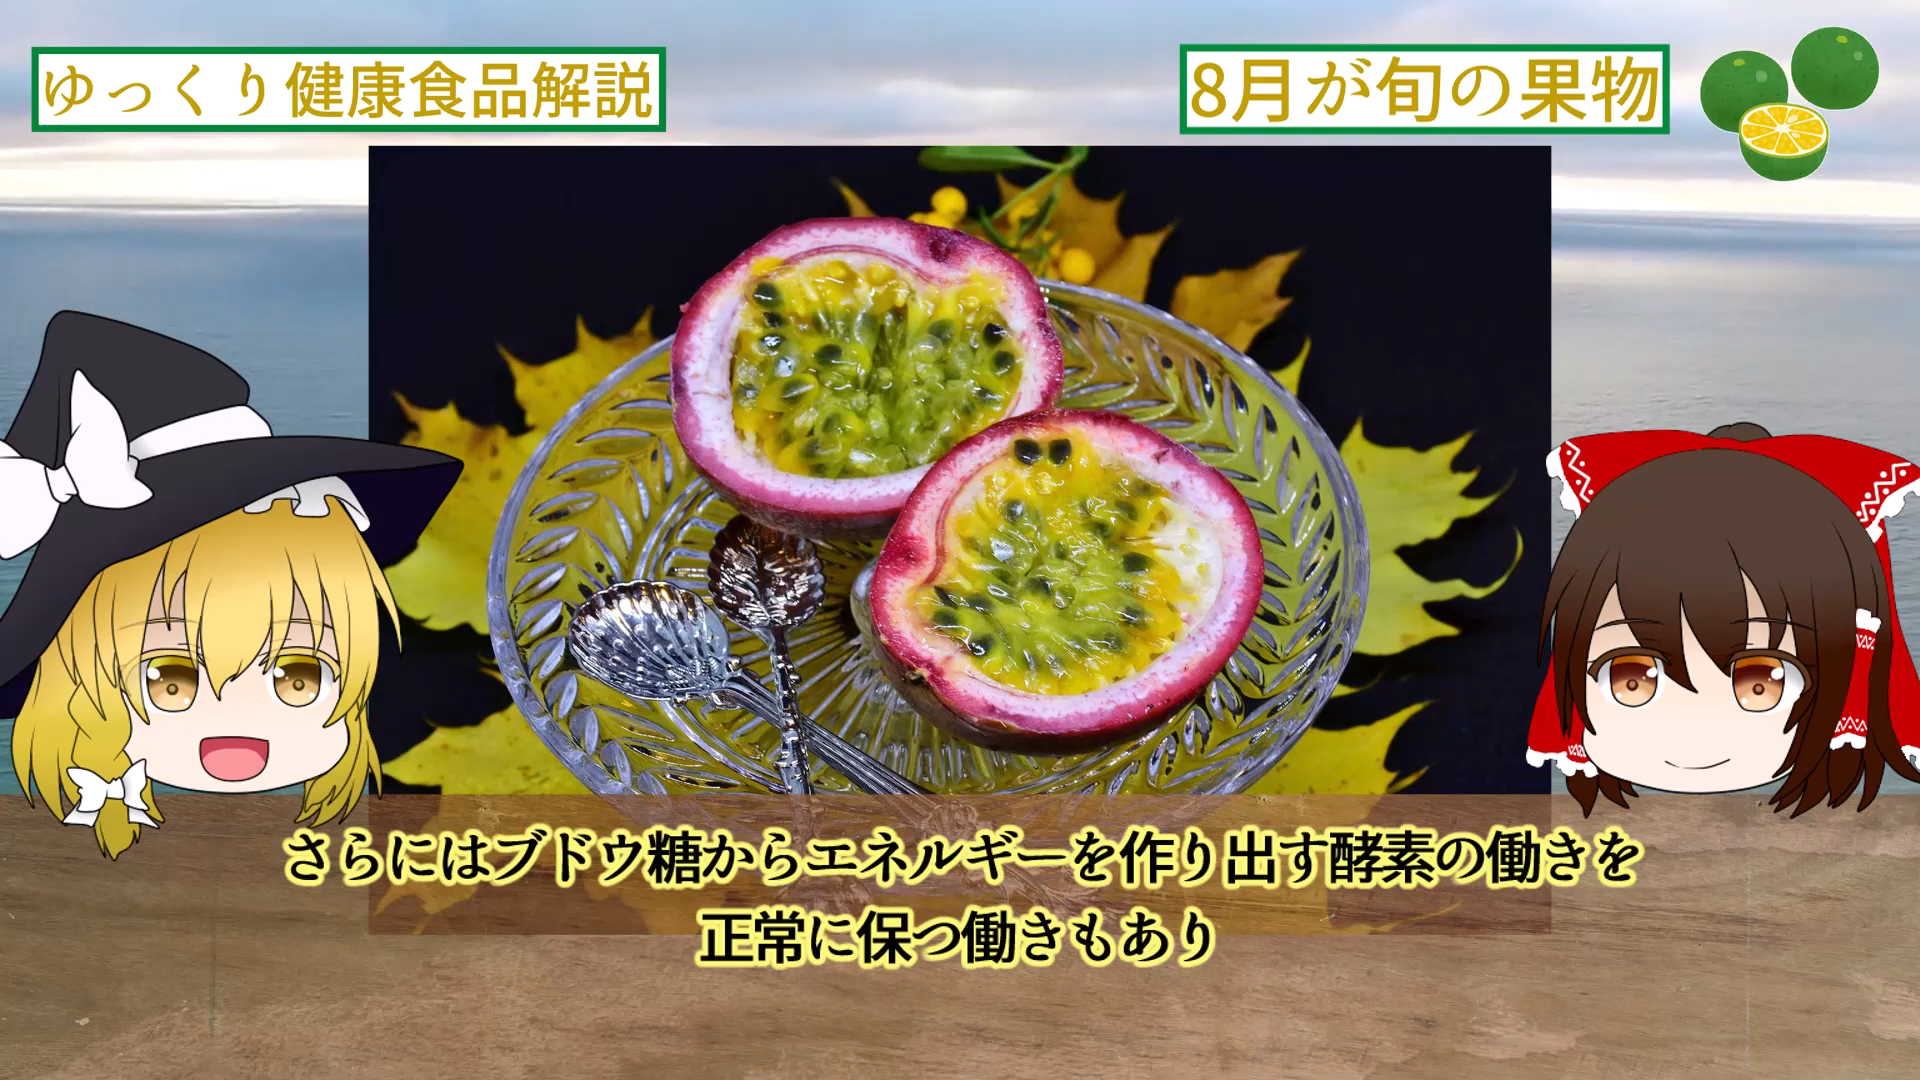 ゆっくり健康食品解説
8月が旬の果物
さらにはブドウ糖からエネルギーを作り出す酵素の働きを
正常に保つ働きもあり